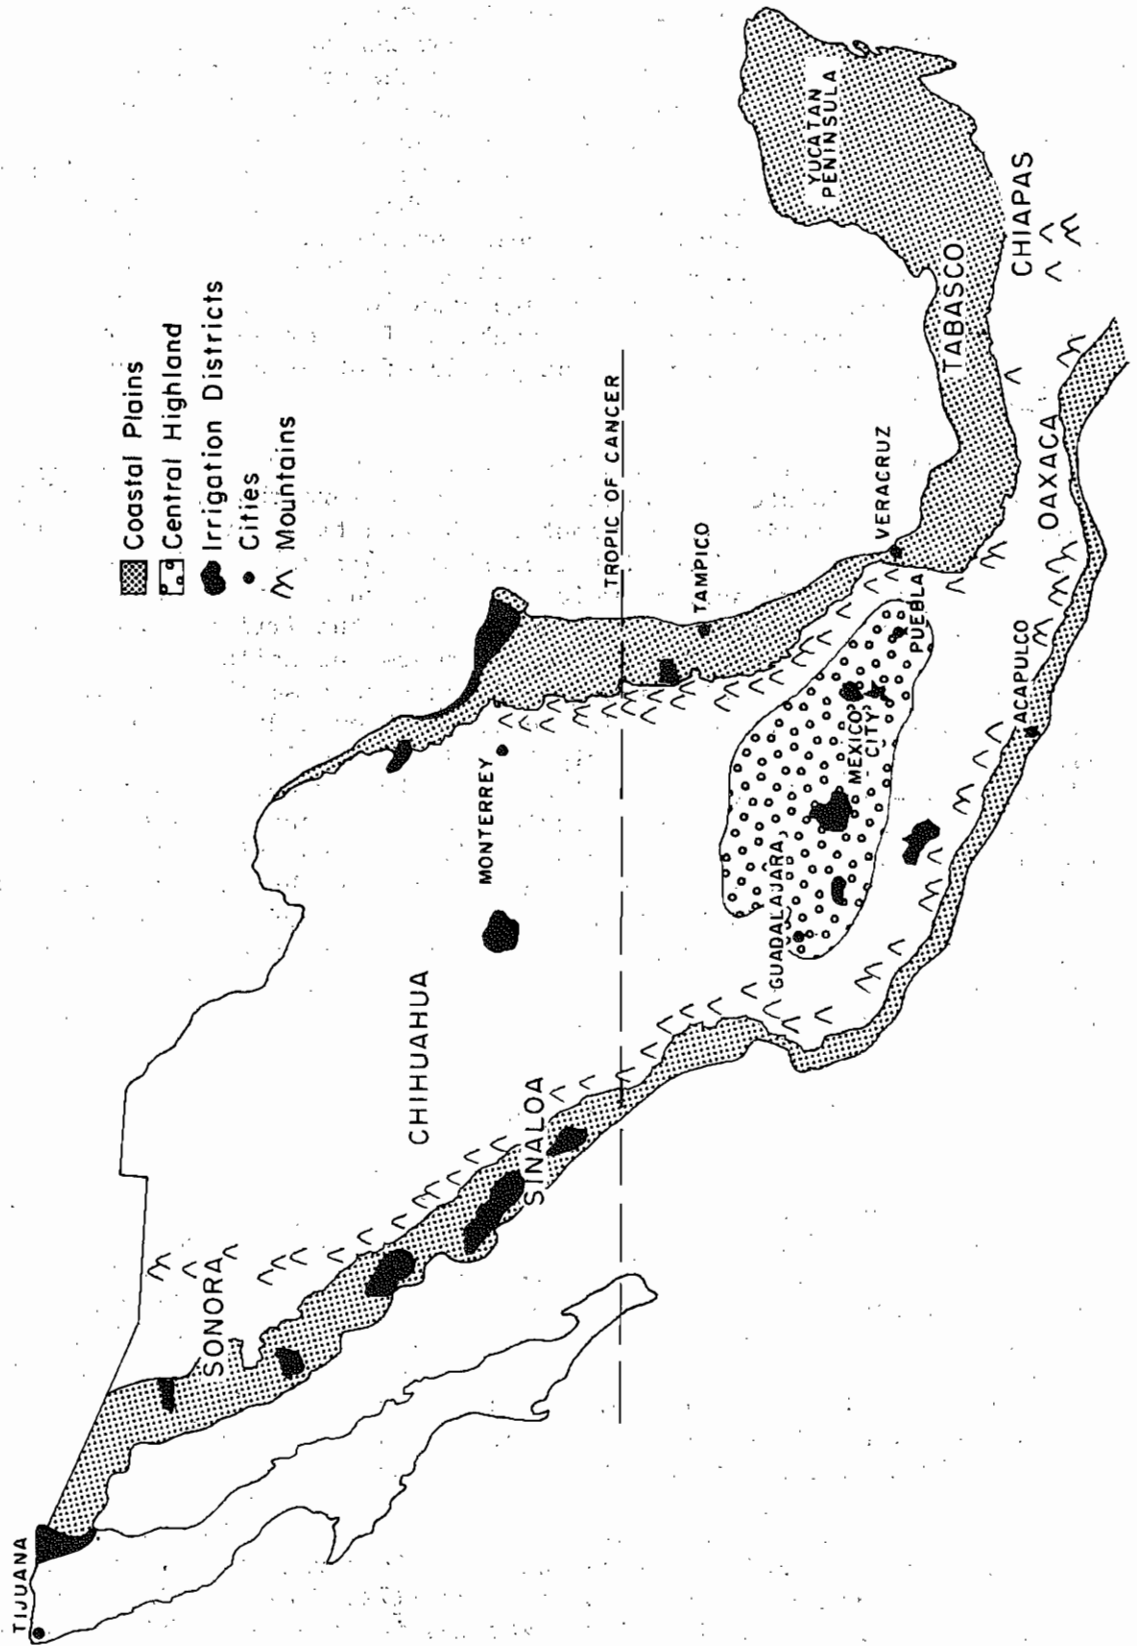 Coastal Plains
Central Highland
Irrigation Districts
Cities
Mountains
TIJUANA
SONORA
CHIHUAHUA
SINALOA
MONTERREY
TROPIC OF CANCER
TAMPICO
GUADALAJARA
MEXICO
CITY
PUEBLA
VERACRUZ
ACAPULCO
OAXACA
TABASCO
CHIAPAS
YUCATAN
PENINSULA